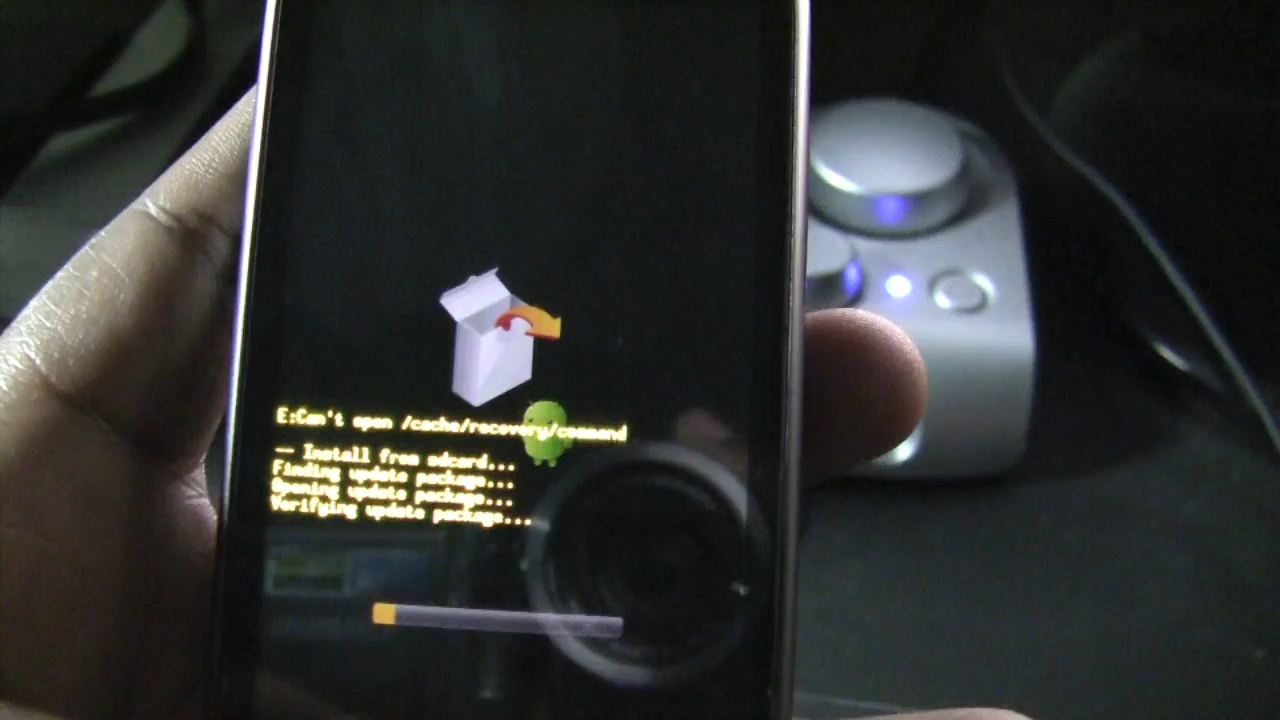 E:Can't open /cache/recovery/command
-- Install from sdcard...
Finding update package...
Opening update package...
Verifying update package...